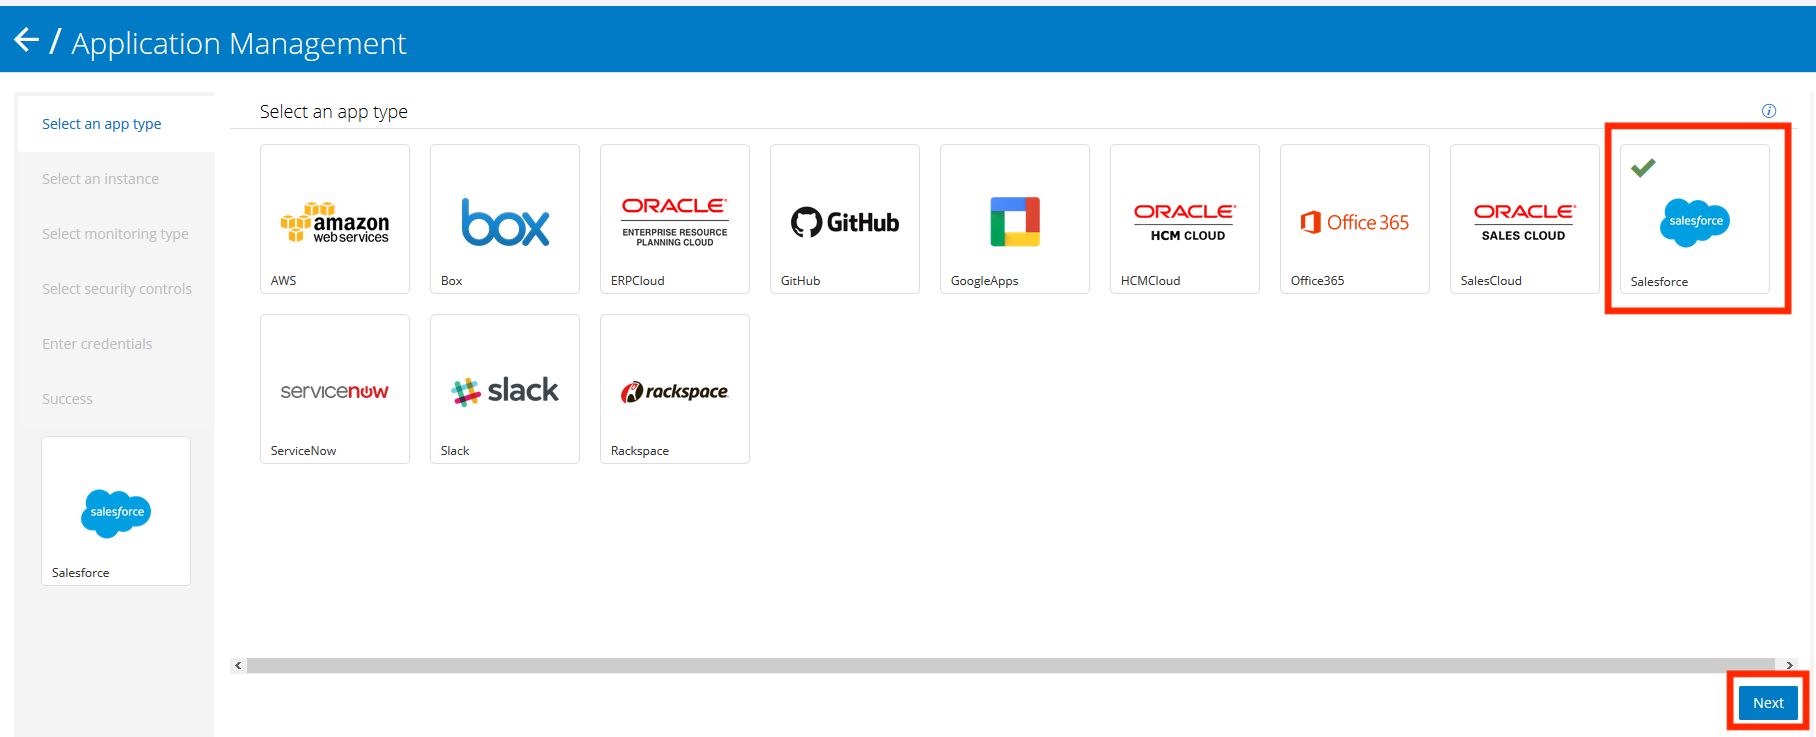 / Application Management
Select an app type
Select an instance
Select monitoring type
Select security controls
Enter credentials
Success
salesforce
Salesforce
Select an app type
i
amazon
webservices
AWS
box
Box
ORACLE
ENTERPRISE RESOURCE
PLANNING CLOUD
ERPCloud
GitHub
GitHub
GoogleApps
ORACLE
HCM CLOUD
HCMCloud
Office 365
Office365
ORACLE
SALES CLOUD
SalesCloud
salesforce
Salesforce
servicenow
ServiceNow
slack
Slack
rackspace
Rackspace
Next